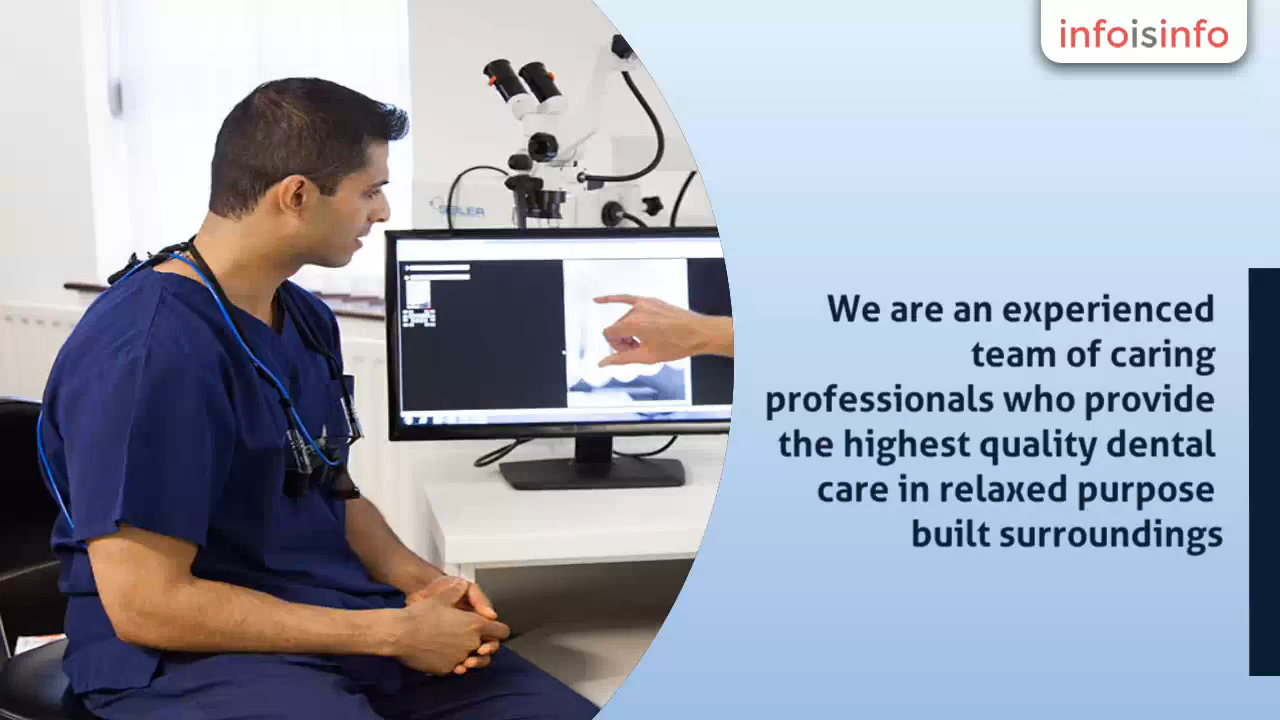 infoisinfo
SEILER
We are an experienced
team of caring
professionals who provide
the highest quality dental
care in relaxed purpose
built surroundings